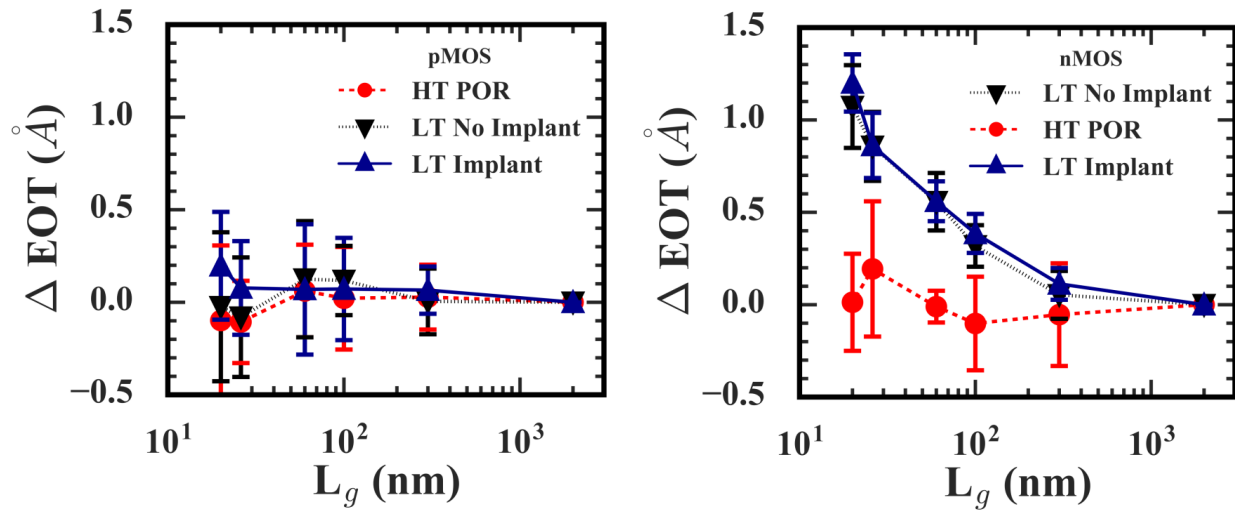 1.5
1.0
0.5
0.0
−0.5
Δ EOT (Å)
pMOS
HT POR
LT No Implant
LT Implant
10¹
10²
10³
L_g (nm)
1.5
1.0
0.5
0.0
−0.5
Δ EOT (Å)
nMOS
LT No Implant
HT POR
LT Implant
10¹
10²
10³
L_g (nm)